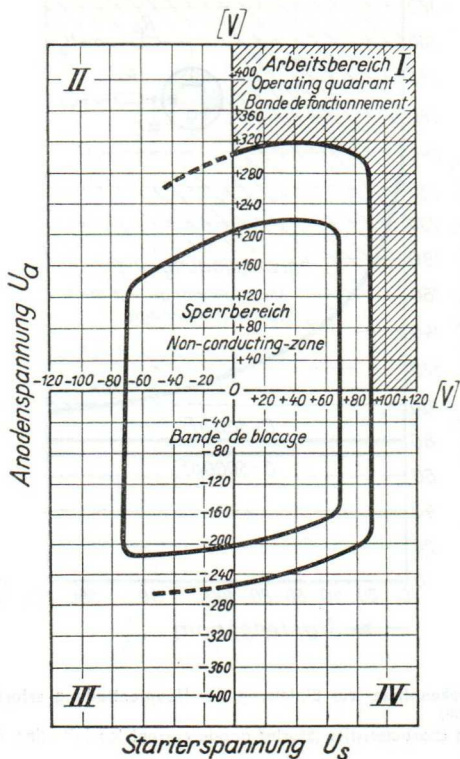 [V]
II
Arbeitsbereich I
Operating quadrant
Bande de fonctionnement
400
+360
+320
+280
+240
+200
+160
+120
+80
+40
Sperrbereich
Non-conducting-zone
-120 -100 -80 -60 -40 -20 0 +20 +40 +60 +80 +100 +120 [V]
-40
Bande de blocage
-80
-120
-160
-200
-240
-280
-320
-360
-400
III
IV
Anodenspannung Ua
Starterspannung Us